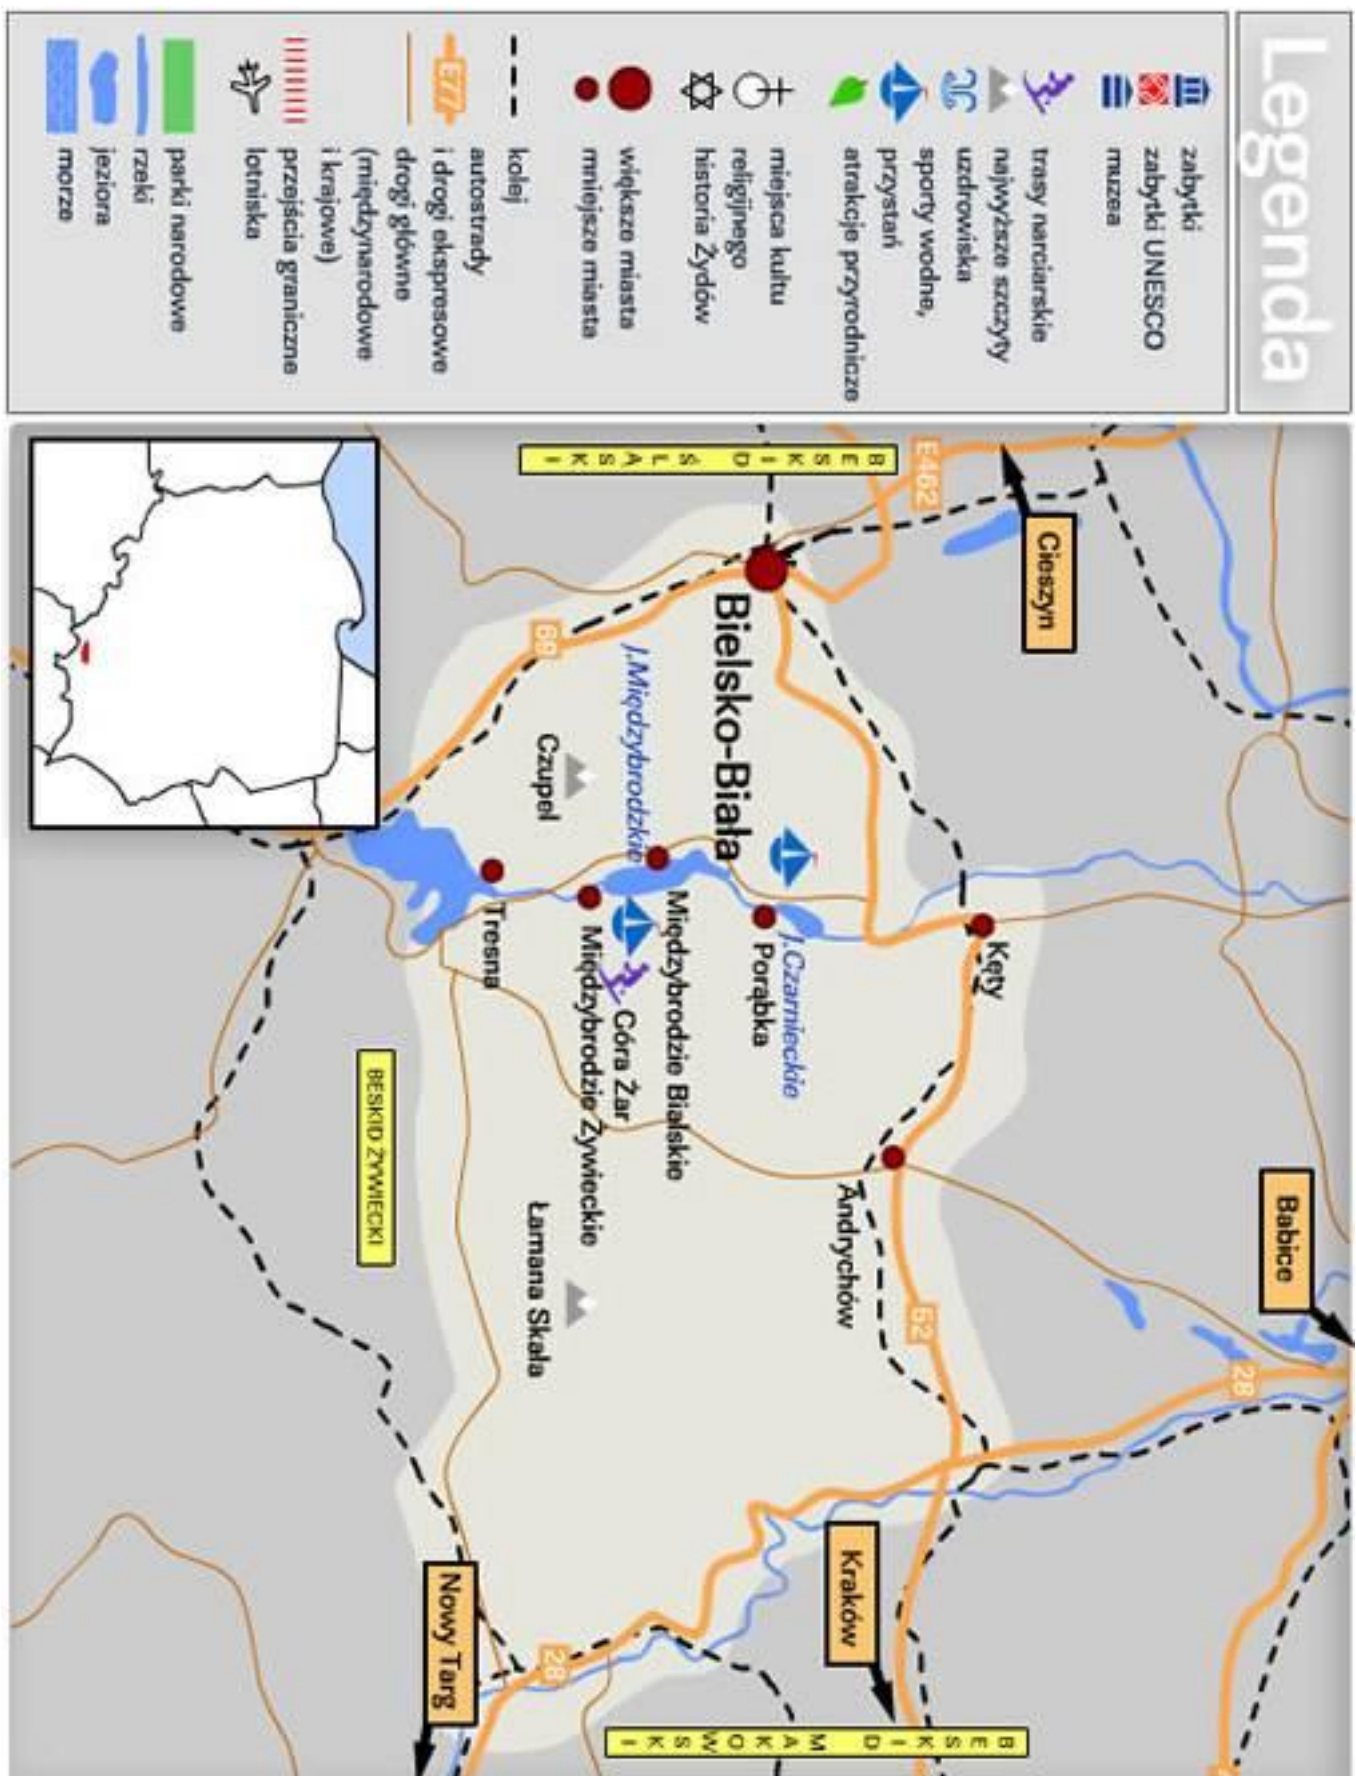 Legenda
zabytki
zabytki UNESCO
muzea
trasy narciarskie
najwyższe szczyty
uzdrowiska
sporty wodne,
przystań
atrakcje przyrodnicze
miejsca kultu
religijnego
historia Żydów
większe miasta
mniejsze miasta
kolej
E77
autostrady
i drogi ekspresowe
drogi główne
(międzynarodowe
i krajowe)
przejścia graniczne
lotniska
parki narodowe
rzeki
jeziora
morze
Babice
28
Cieszyn
E462
Kęty
52
Kraków
BESKID MAKOWSKI
BESKID ŚLĄSKI
Andrychów
J.Czarnieckie
Porąbka
Bielsko-Biała
Międzybrodzie Bialskie
J.Międzybrodzkie
Góra Żar
Międzybrodzie Żywieckie
69
Czupel
Łamana Skała
28
Tresna
Nowy Targ
BESKID ŻYWIECKI